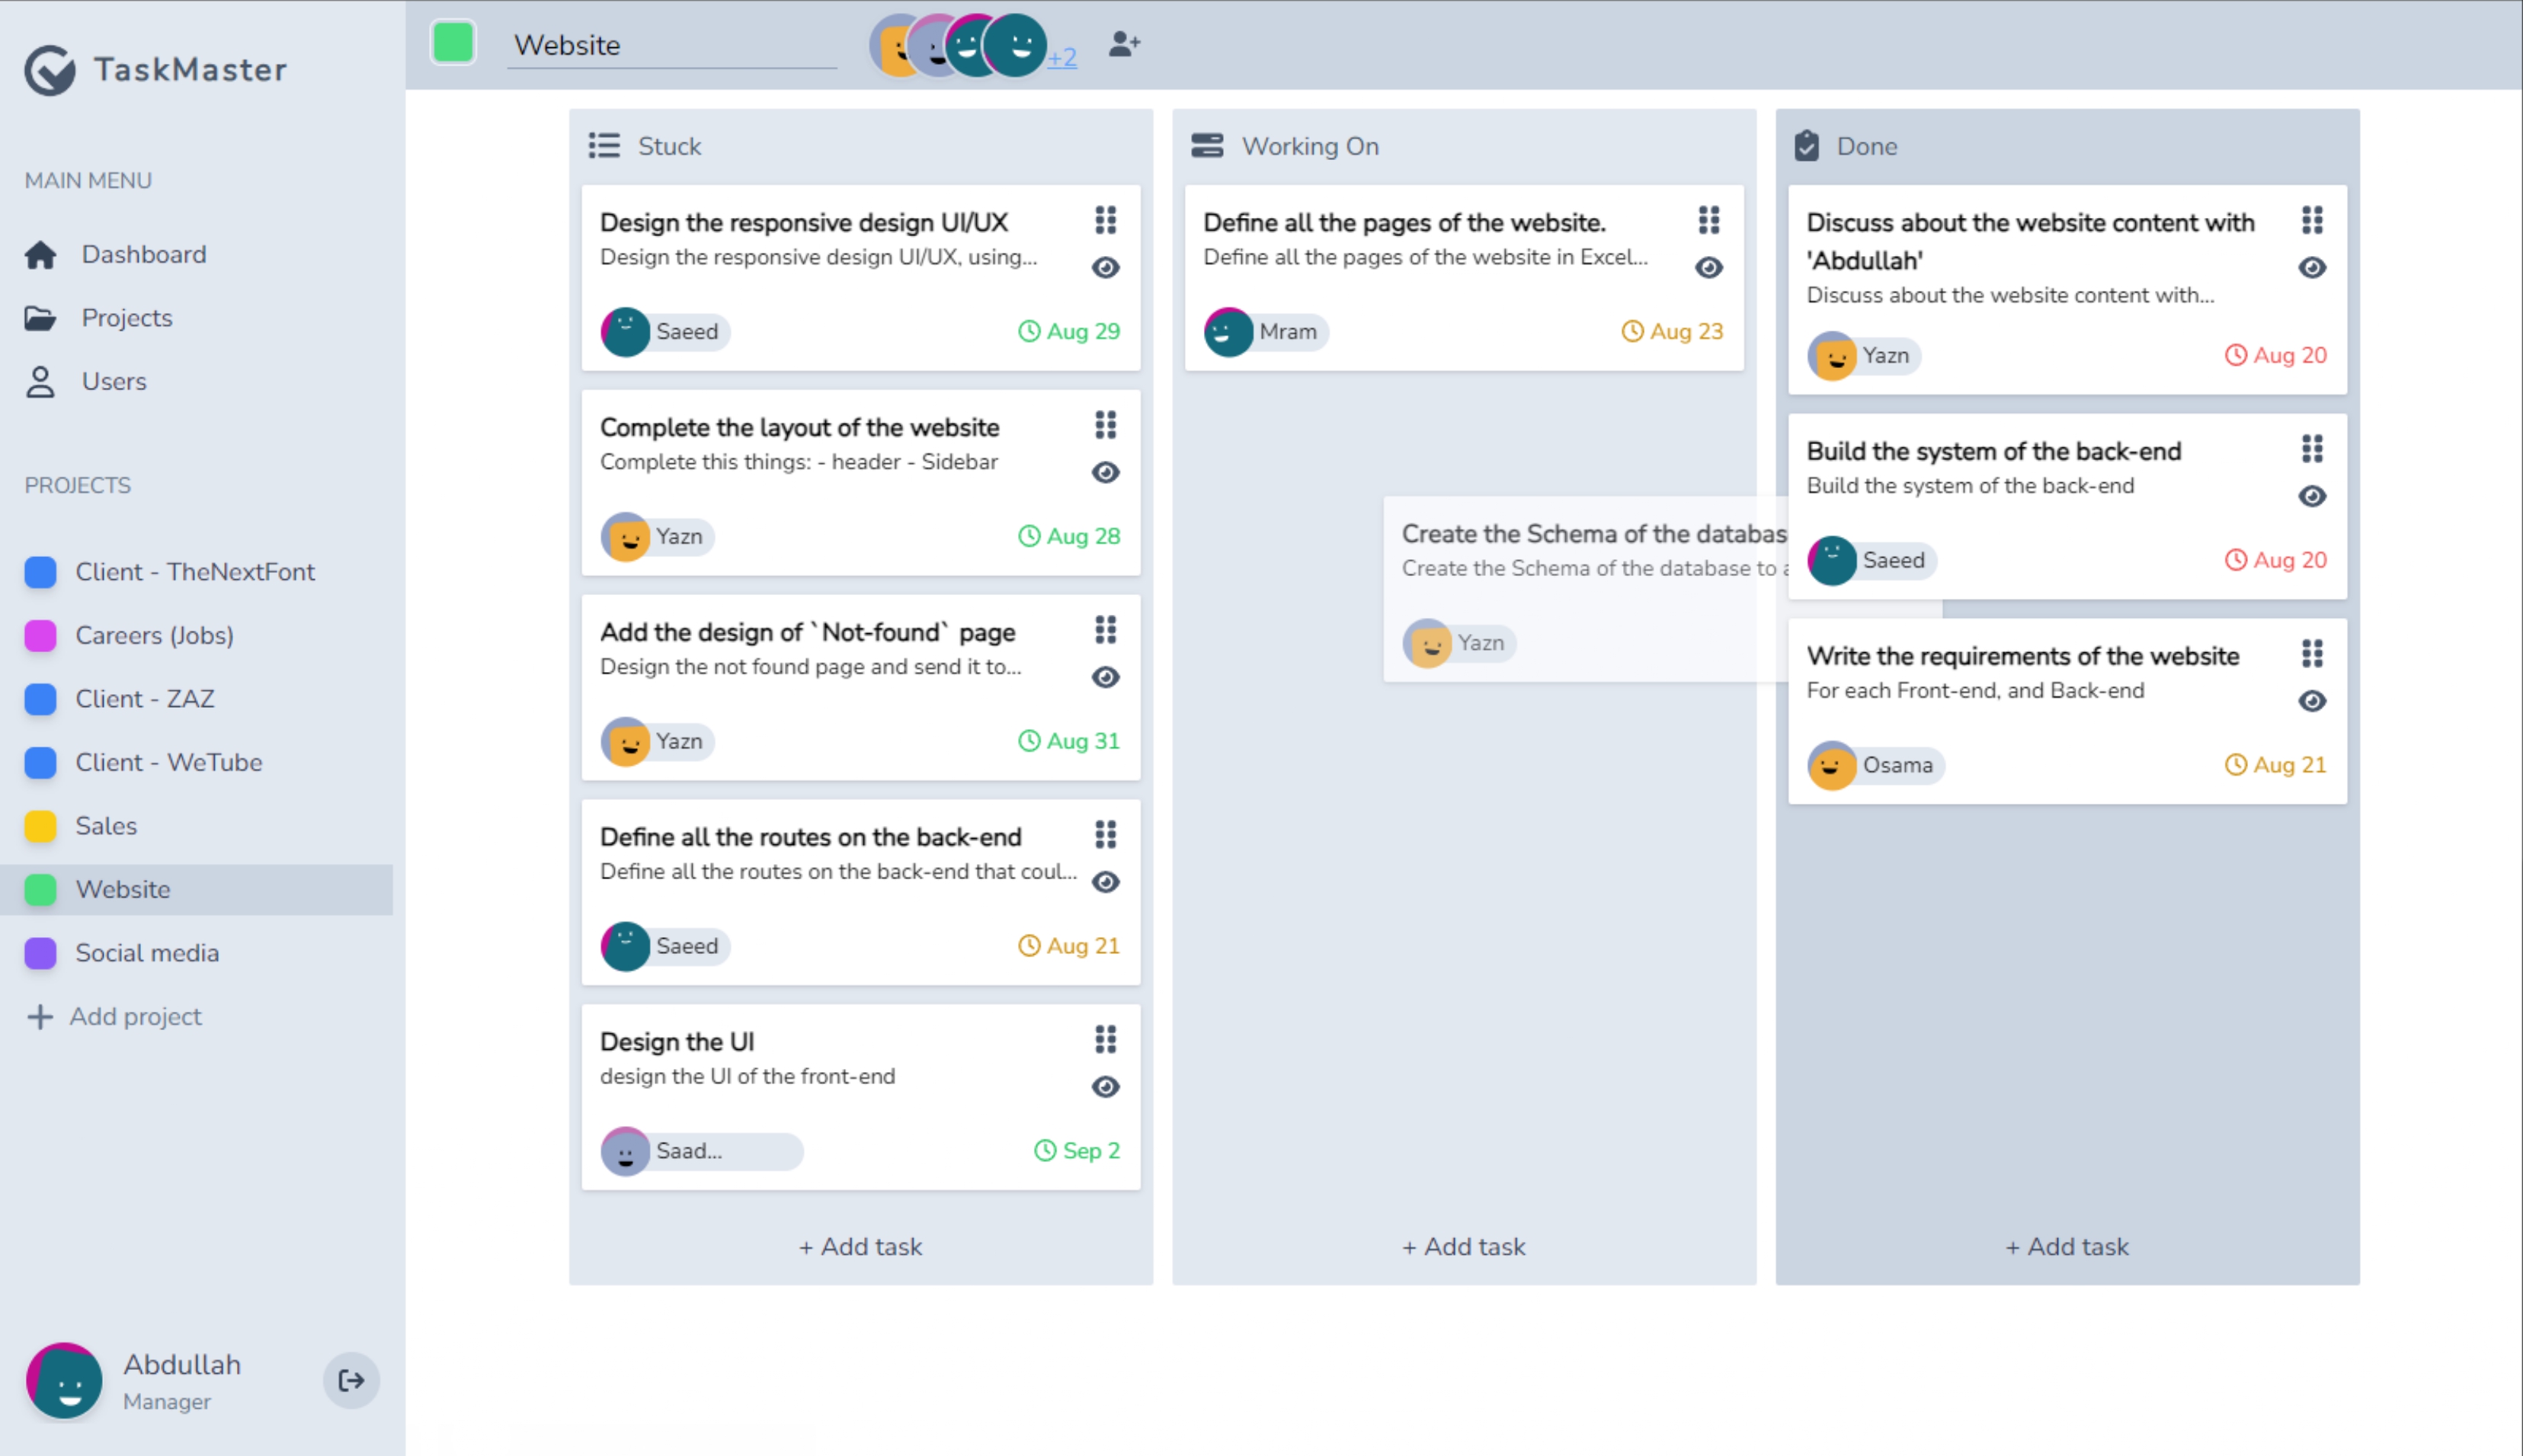 TaskMaster
MAIN MENU
Dashboard
Projects
Users
PROJECTS
Client - TheNextFont
Careers (Jobs)
Client - ZAZ
Client - WeTube
Sales
Website
Social media
+ Add project
Abdullah
Manager
Website
+2
Stuck
Design the responsive design UI/UX
Design the responsive design UI/UX, using...
Saeed
Aug 29
Complete the layout of the website
Complete this things: - header - Sidebar
Yazn
Aug 28
Add the design of `Not-found` page
Design the not found page and send it to...
Yazn
Aug 31
Define all the routes on the back-end
Define all the routes on the back-end that coul...
Saeed
Aug 21
Design the UI
design the UI of the front-end
Saad...
Sep 2
+ Add task
Working On
Define all the pages of the website.
Define all the pages of the website in Excel...
Mram
Aug 23
Create the Schema of the databas
Create the Schema of the database to a
Yazn
+ Add task
Done
Discuss about the website content with
'Abdullah'
Discuss about the website content with...
Yazn
Aug 20
Build the system of the back-end
Build the system of the back-end
Saeed
Aug 20
Write the requirements of the website
For each Front-end, and Back-end
Osama
Aug 21
+ Add task